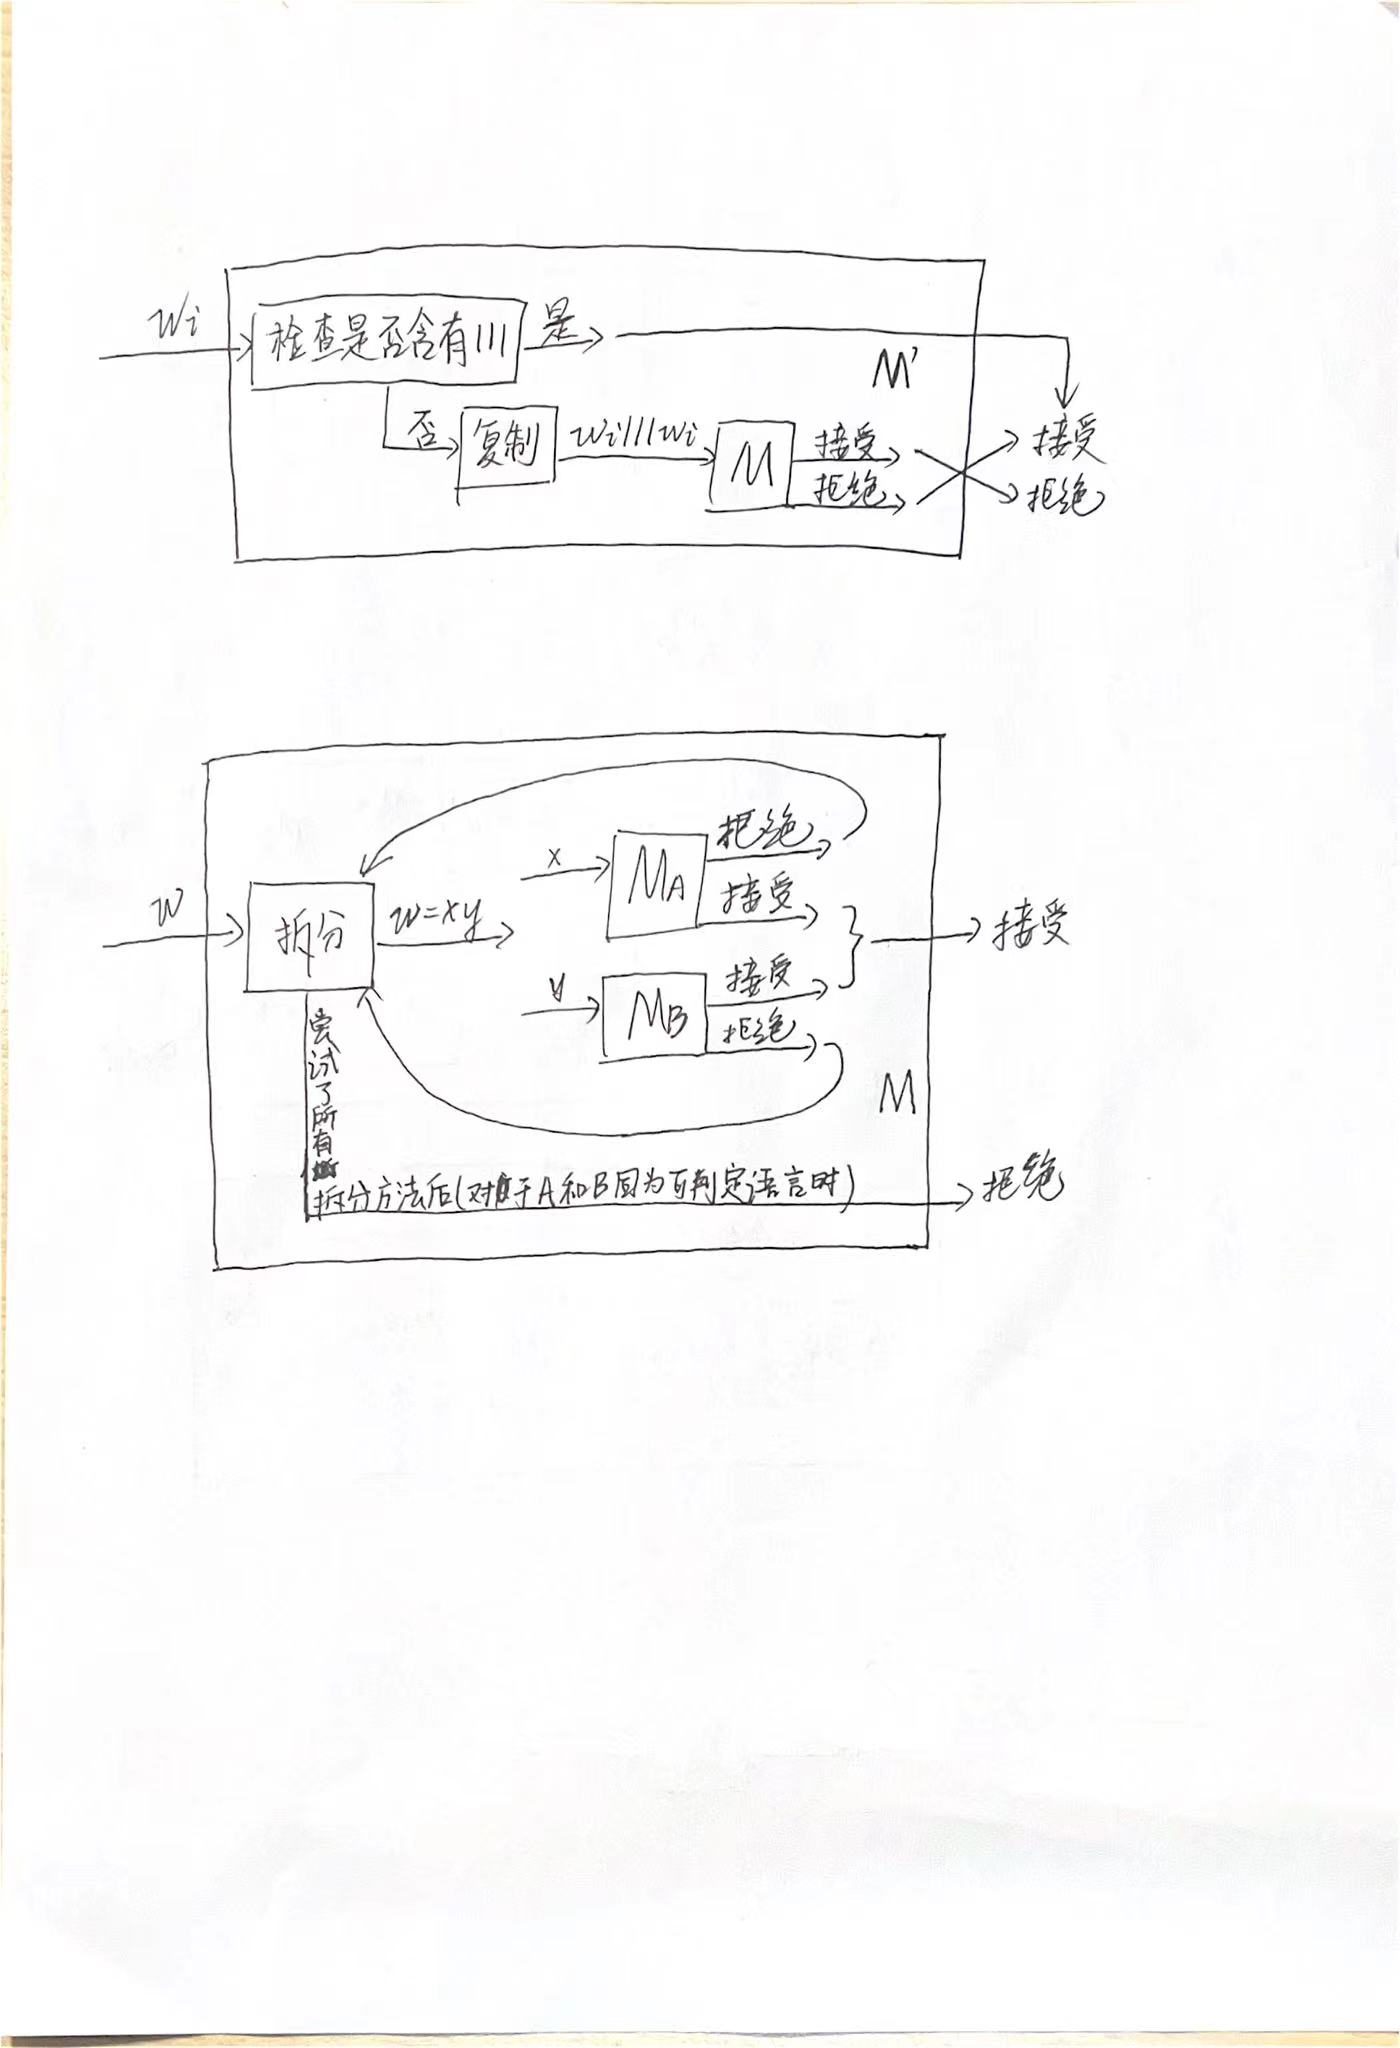 wi
检查是否含有111
是
M'
否
复制
wi111wi
M
接受
拒绝
接受
拒绝
w
拆分
w=xy
x
MA
拒绝
接受
y
MB
接受
拒绝
接受
M
尝试了所有
拆分方法后(对于A和B同为可判定语言时)
拒绝